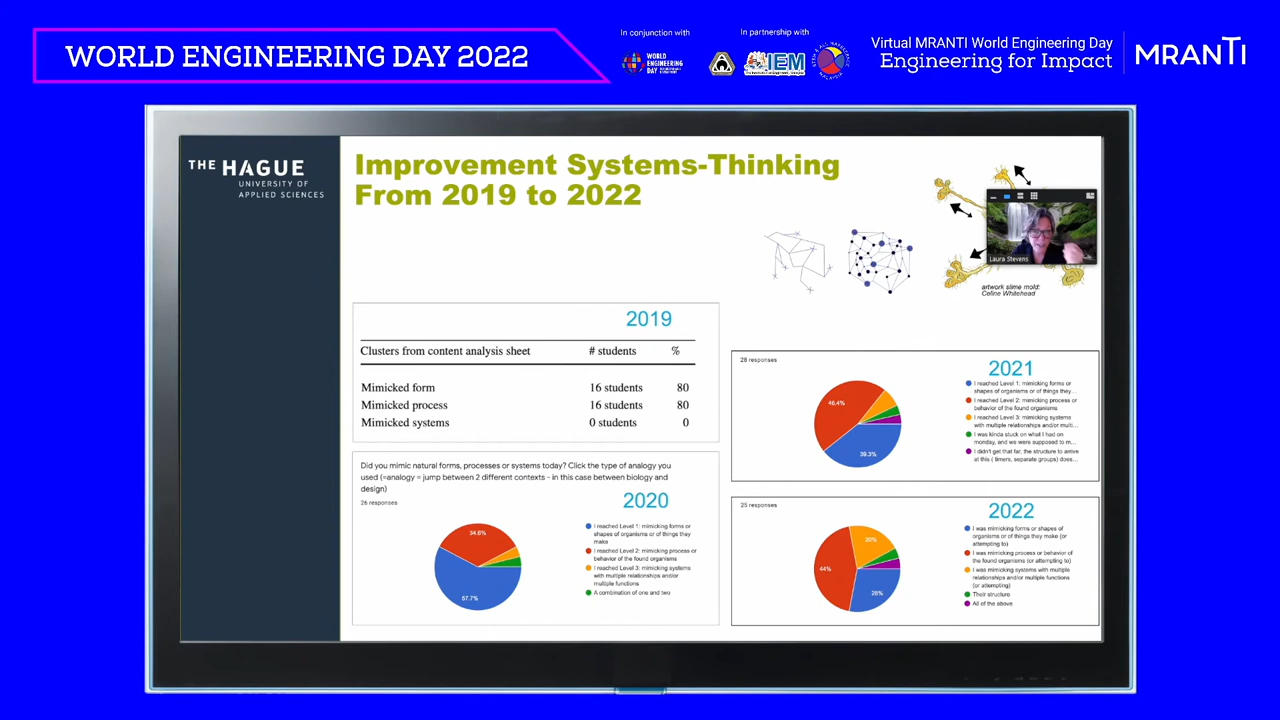 WORLD ENGINEERING DAY 2022
In conjunction with
WORLD
ENGINEERING
DAY
In partnership with
IEM
Virtual MRANTI World Engineering Day
Engineering for Impact
MRANTI
THE HAGUE
UNIVERSITY OF
APPLIED SCIENCES
Improvement Systems-Thinking
From 2019 to 2022
Laura Stevens
artwork slime mold:
Celine Whitehead
2019
Clusters from content analysis sheet # students %
Mimicked form 16 students 80
Mimicked process 16 students 80
Mimicked systems 0 students 0
Did you mimic natural forms, processes or systems today? Click the type of analogy you
used (=analogy = jump between 2 different contexts - in this case between biology and
design)
26 responses
2020
34.6%
57.7%
I reached Level 1: mimicking forms or
shapes of organisms or of things they
make
I reached Level 2: mimicking process or
behavior of the found organisms
I reached Level 3: mimicking systems
with multiple relationships and/or
multiple functions
A combination of one and two
28 responses
2021
46.4%
39.3%
I reached Level 1: mimicking forms or
shapes of organisms or of things they...
I reached Level 2: mimicking process or
behavior of the found organisms
I reached Level 3: mimicking systems
with multiple relationships and/or multi...
I was kinda stuck on what I had on
monday, and we were supposed to m...
I didn't get that far, the structure to arrive
at this ( timers, separate groups) does...
25 responses
2022
20%
44%
28%
I was mimicking forms or shapes of
organisms or of things they make (or
attempting to)
I was mimicking process or behavior of
the found organisms (or attempting to)
I was mimicking systems with multiple
relationships and/or multiple functions
(or attempting)
Their structure
All of the above